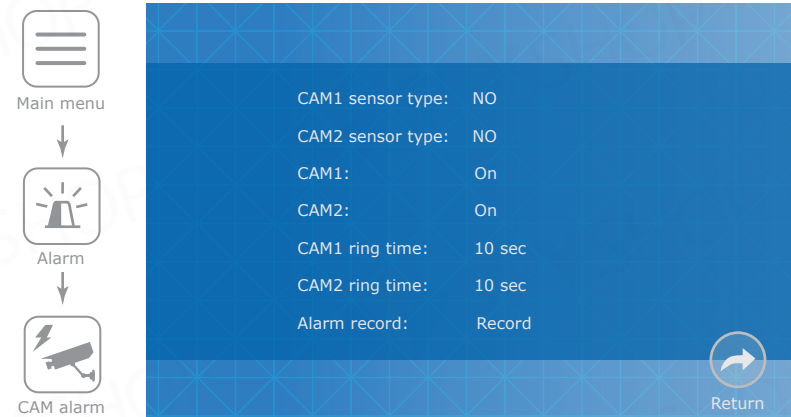 Main menu
Alarm
CAM alarm
CAM1 sensor type: NO
CAM2 sensor type: NO
CAM1: On
CAM2: On
CAM1 ring time: 10 sec
CAM2 ring time: 10 sec
Alarm record: Record
Return